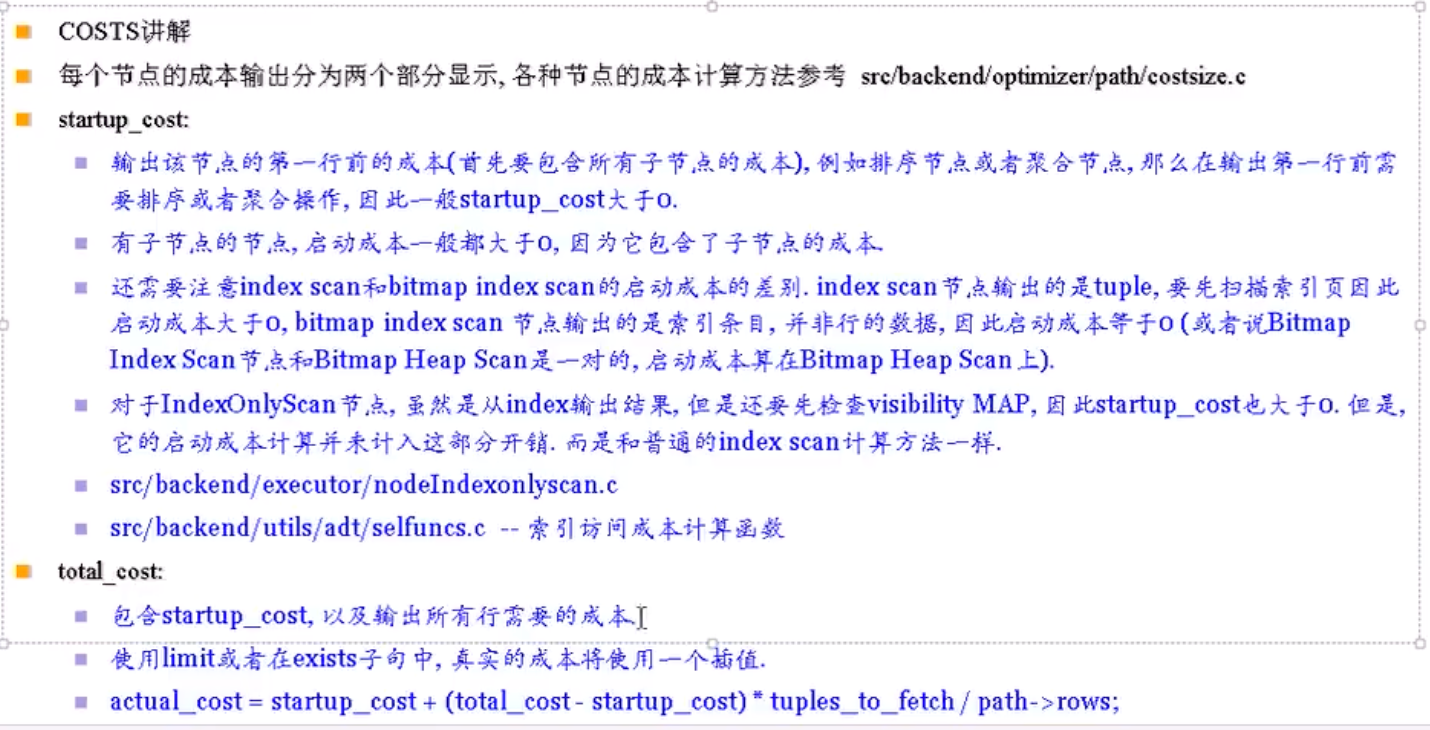 COSTS讲解
每个节点的成本输出分为两个部分显示, 各种节点的成本计算方法参考 src/backend/optimizer/path/costsize.c
startup_cost:
输出该节点的第一行前的成本(首先要包含所有子节点的成本), 例如排序节点或者聚合节点, 那么在输出第一行前需
要排序或者聚合操作, 因此一般startup_cost大于0.
有子节点的节点, 启动成本一般都大于0, 因为它包含了子节点的成本.
还需要注意index scan和bitmap index scan的启动成本的差别. index scan节点输出的是tuple, 要先扫描索引页因此
启动成本大于0, bitmap index scan 节点输出的是索引条目, 并非行的数据, 因此启动成本等于0 (或者说Bitmap
Index Scan节点和Bitmap Heap Scan是一对的, 启动成本算在Bitmap Heap Scan上).
对于IndexOnlyScan节点, 虽然是从index输出结果, 但是还要先检查visibility MAP, 因此startup_cost也大于0. 但是,
它的启动成本计算并未计入这部分开销. 而是和普通的index scan计算方法一样.
src/backend/executor/nodeIndexonlyscan.c
src/backend/utils/adt/selfuncs.c -- 索引访问成本计算函数
total_cost:
包含startup_cost, 以及输出所有行需要的成本.
使用limit或者在exists子句中, 真实的成本将使用一个插值.
actual_cost = startup_cost + (total_cost - startup_cost) * tuples_to_fetch / path->rows;